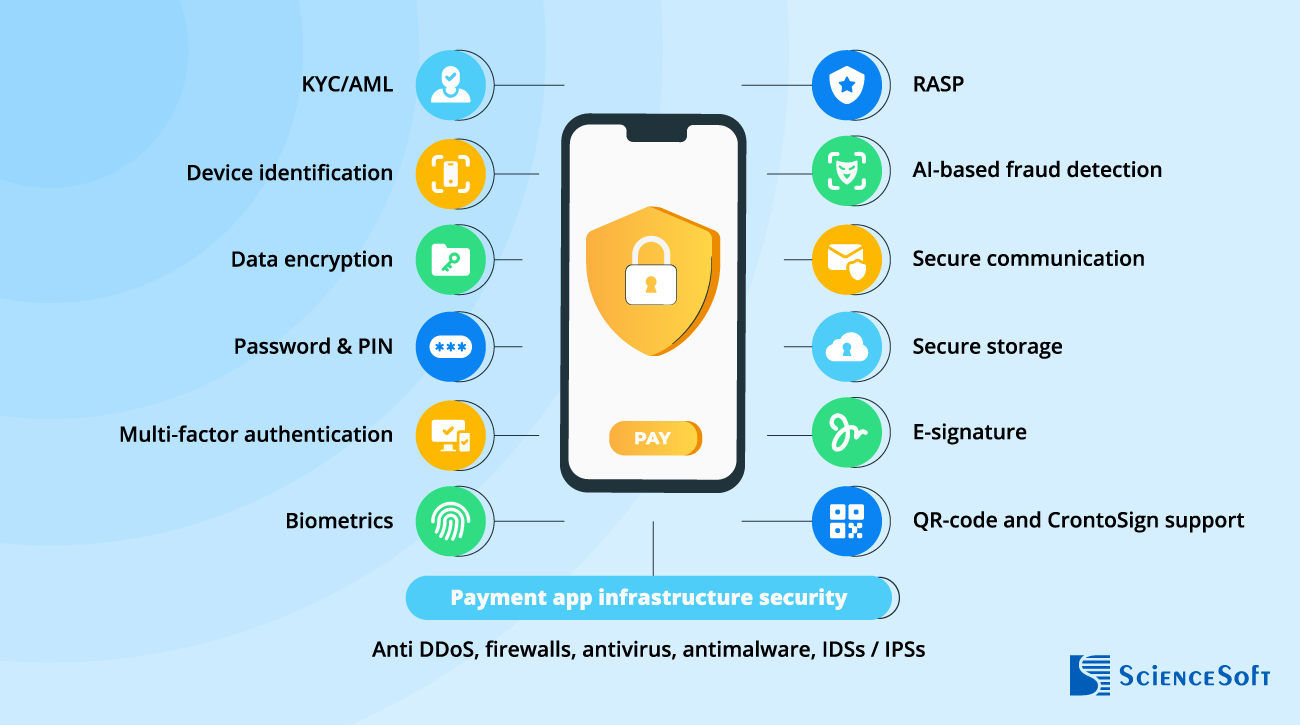 KYC/AML
Device identification
Data encryption
Password & PIN
***
Multi-factor authentication
Biometrics
PAY
RASP
AI-based fraud detection
Secure communication
Secure storage
E-signature
QR-code and CrontoSign support
Payment app infrastructure security
Anti DDoS, firewalls, antivirus, antimalware, IDSs / IPSs
ScienceSoft